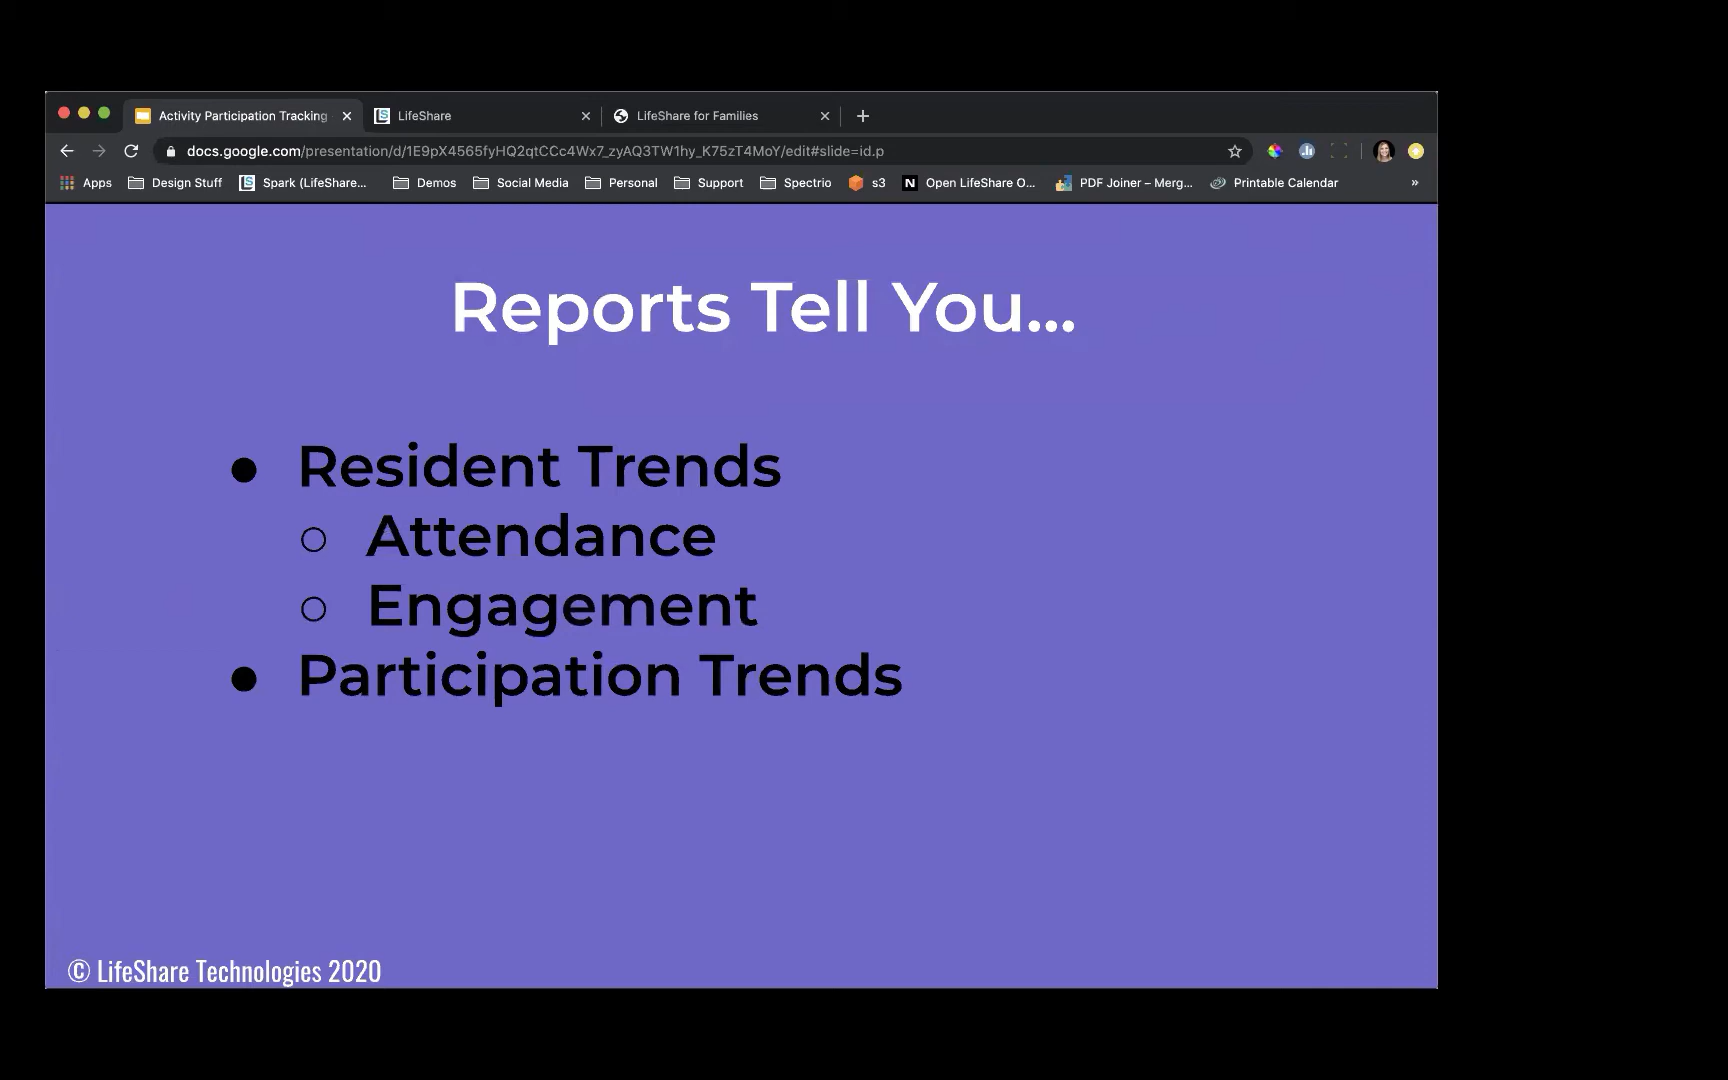 Activity Participation Tracking
LifeShare
LifeShare for Families
docs.google.com/presentation/d/1E9pX4565fyHQ2qtCCc4Wx7_zyAQ3TW1hy_K75zT4MoY/edit#slide=id.p
Apps Design Stuff Spark (LifeShare... Demos Social Media Personal Support Spectrio s3 N Open LifeShare O... PDF Joiner – Merg... Printable Calendar »
Reports Tell You...
● Resident Trends
○ Attendance
○ Engagement
● Participation Trends
© LifeShare Technologies 2020